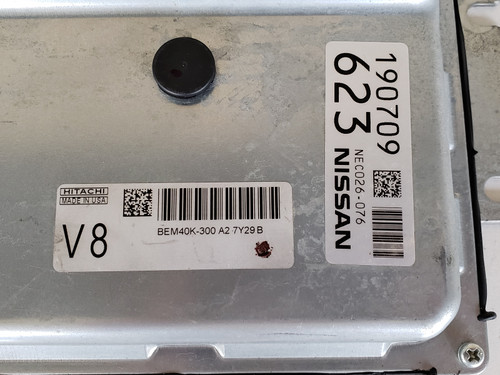 HITACHI
MADE IN USA
V8
BEM40K-300 A2 7Y29 B
190709
623
NEC026-076
NISSAN